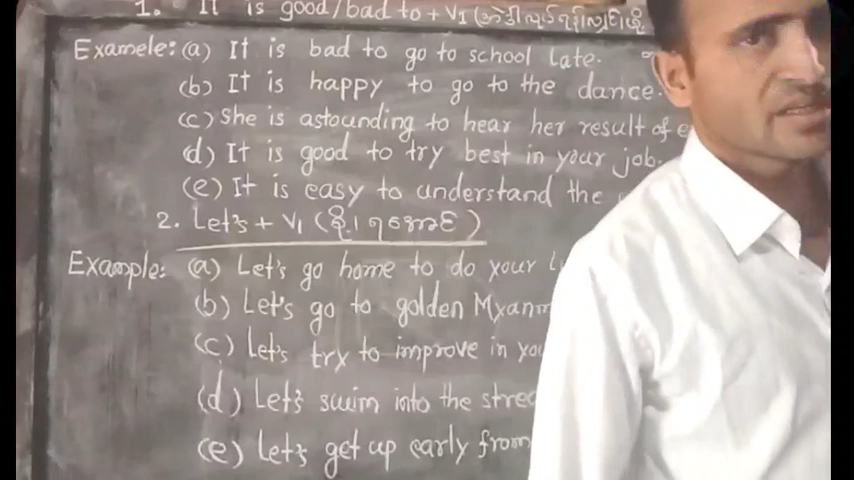 1. It is good/bad to + V1
Examele: (a) It is bad to go to school late.
(b) It is happy to go to the dance.
(c) She is astounding to hear her result of
(d) It is good to try best in your job.
(e) It is easy to understand the
2. Let's + V1
Example: (a) Let's go home to do your
(b) Let's go to golden
(c) Let's try to improve in
(d) Let's swim into the
(e) Let's get up early from